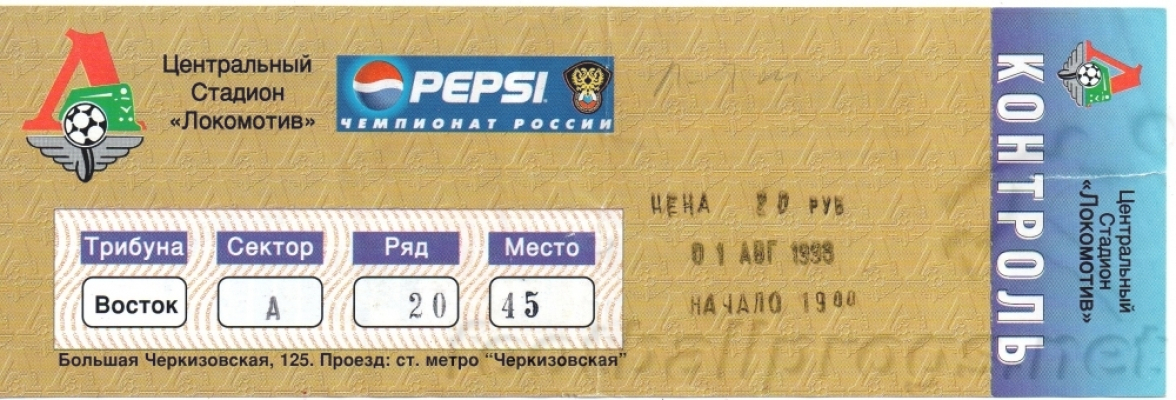 Центральный
Стадион
«Локомотив»
PEPSI
ЧЕМПИОНАТ РОССИИ
ЦЕНА 20 РУБ
01 АВГ 1998
НАЧАЛО 1900
Трибуна Сектор Ряд Место
Восток А 20 45
Большая Черкизовская, 125. Проезд: ст. метро "Черкизовская"
КОНТРОЛЬ
Центральный
Стадион
«Локомотив»